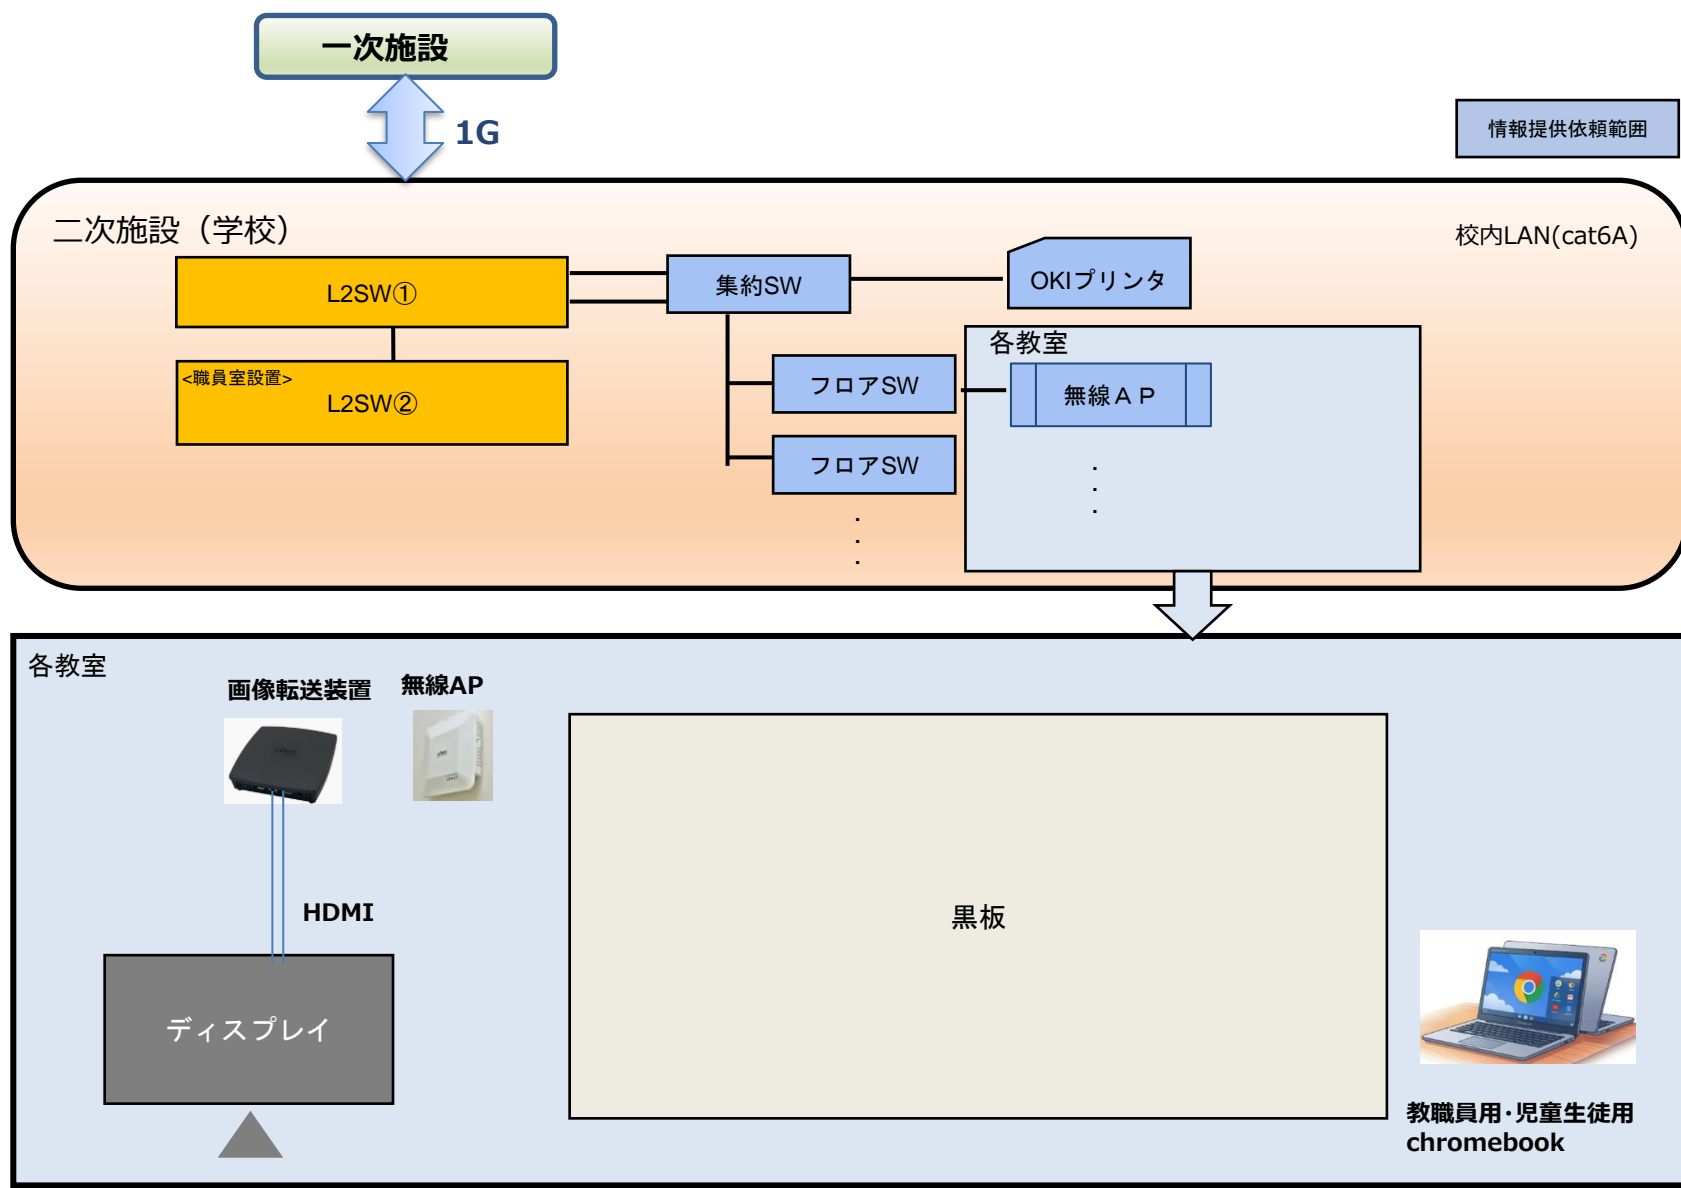 一次施設
1G
情報提供依頼範囲
二次施設（学校）
校内LAN(cat6A)
L2SW①
集約SW
OKIプリンタ
<職員室設置>
L2SW②
フロアSW
各教室
無線ＡＰ
フロアSW
各教室
画像転送装置
無線AP
HDMI
黒板
ディスプレイ
教職員用･児童生徒用
chromebook